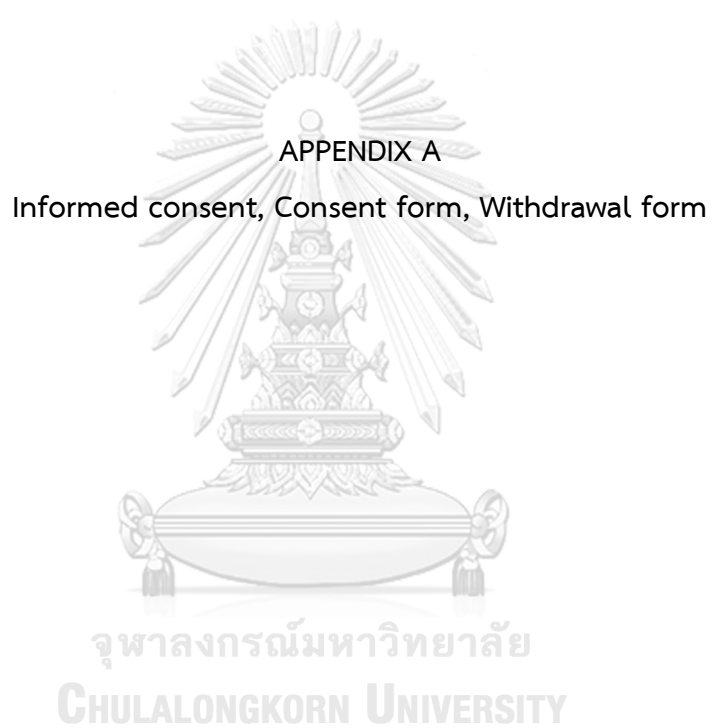 APPENDIX A
Informed consent, Consent form, Withdrawal form
จุฬาลงกรณ์มหาวิทยาลัย
CHULALONGKORN UNIVERSITY